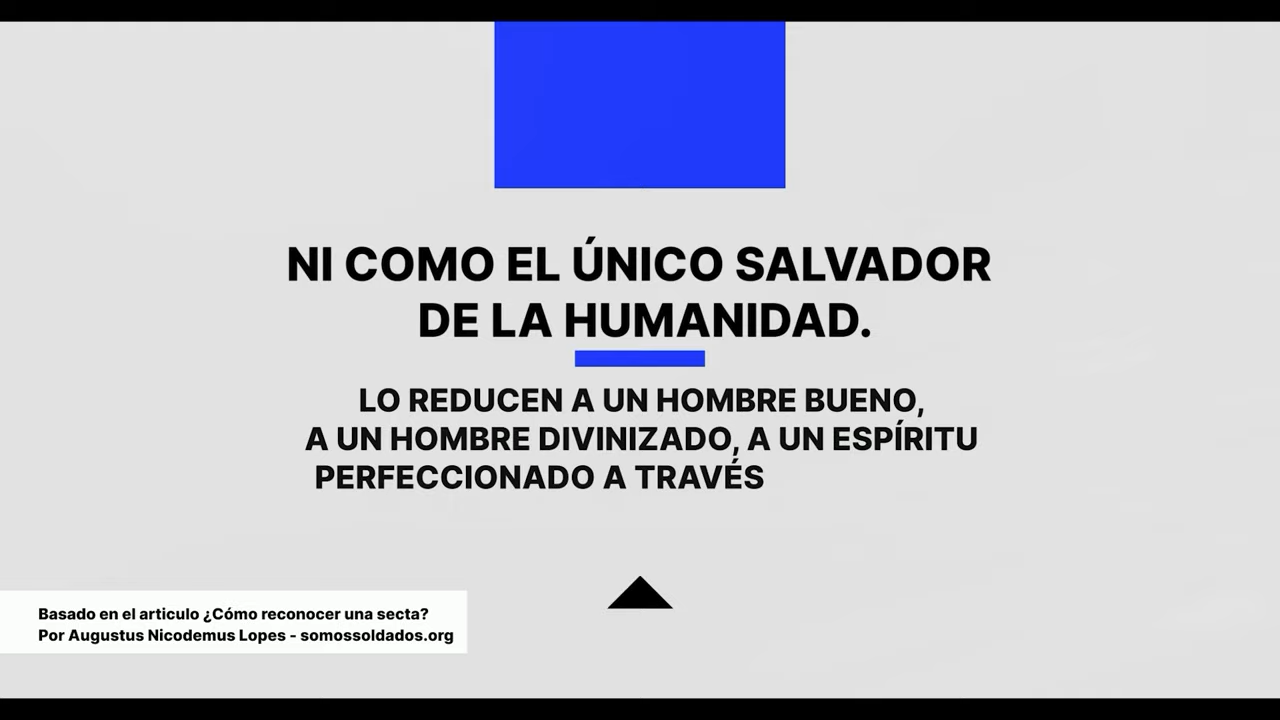 NI COMO EL ÚNICO SALVADOR
DE LA HUMANIDAD.
LO REDUCEN A UN HOMBRE BUENO,
A UN HOMBRE DIVINIZADO, A UN ESPÍRITU
PERFECCIONADO A TRAVÉS
Basado en el articulo ¿Cómo reconocer una secta?
Por Augustus Nicodemus Lopes - somossoldados.org